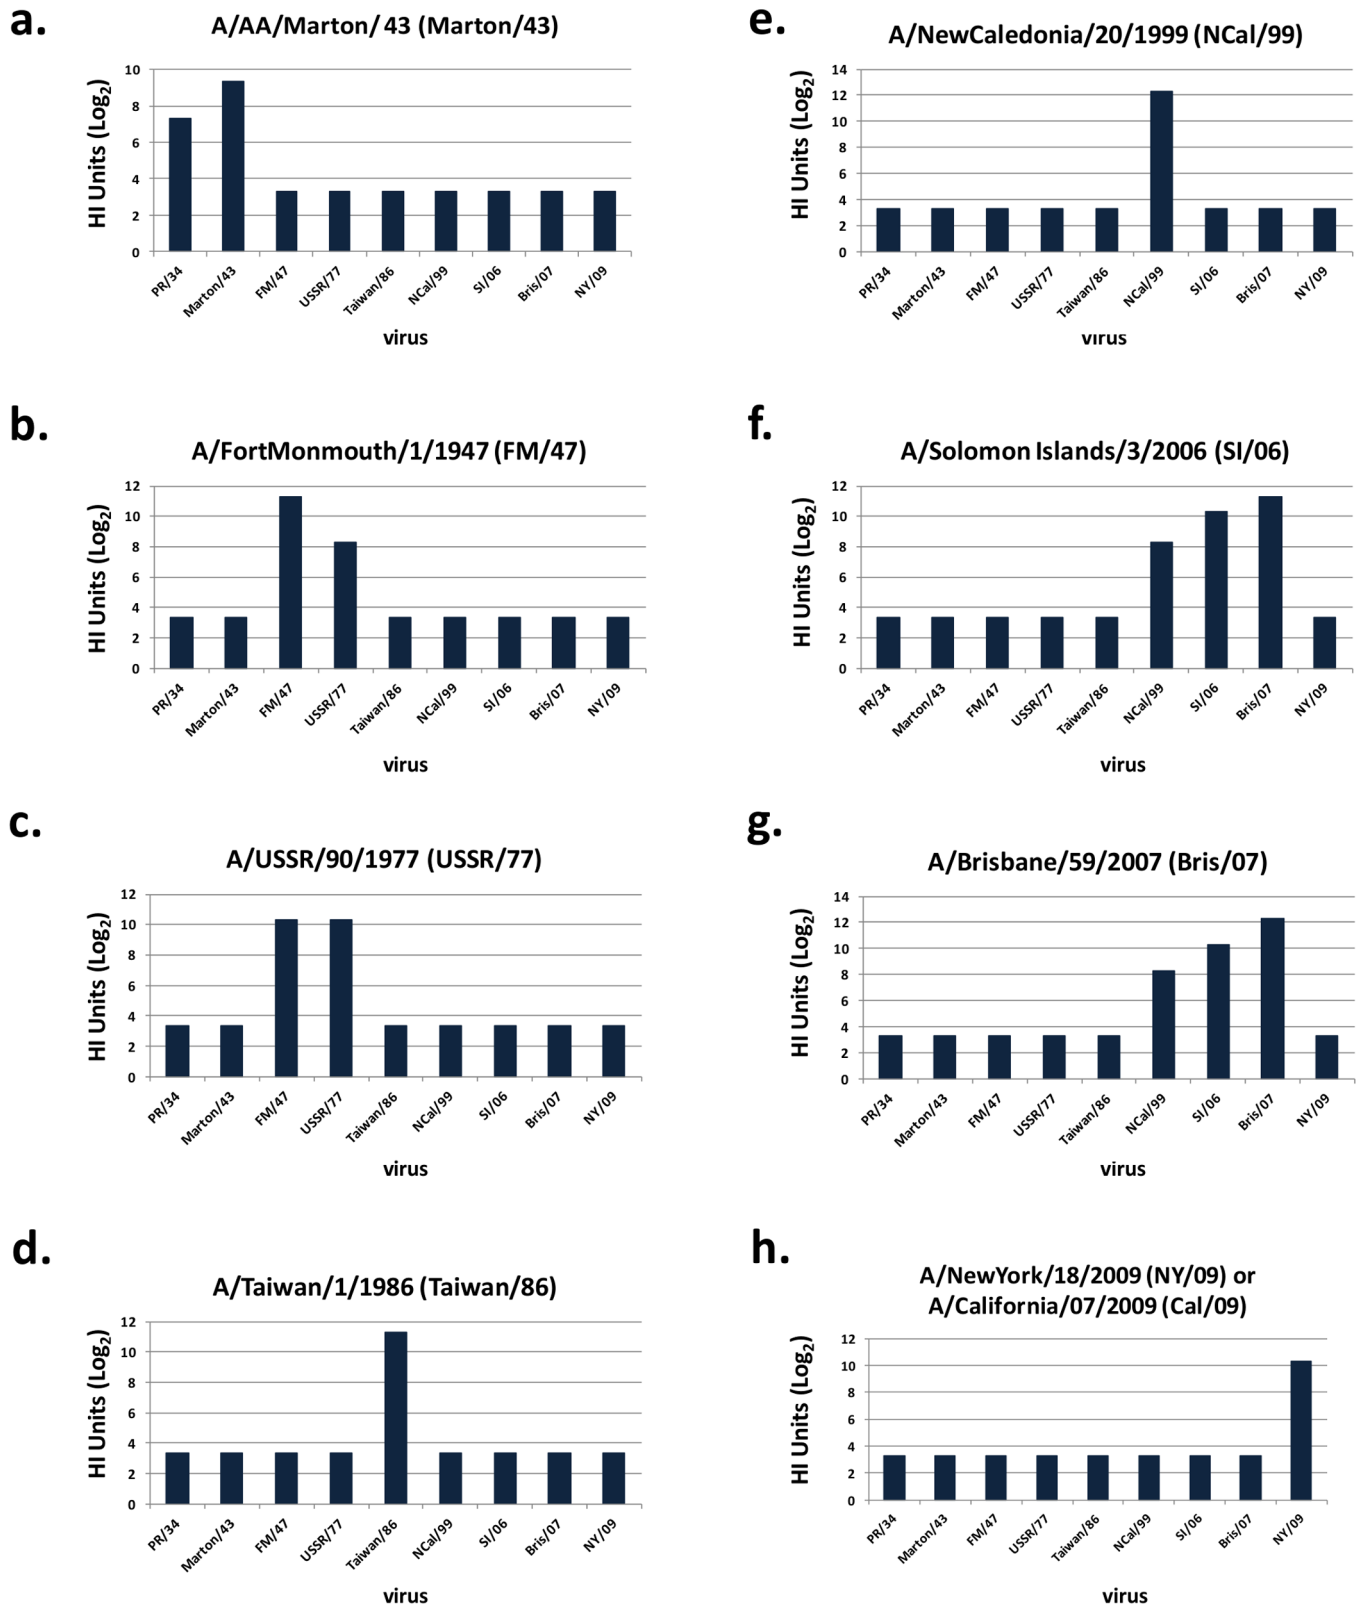 a.
A/AA/Marton/43 (Marton/43)
HI Units (Log2)
10
8
6
4
2
0
PR/34
Marton/43
FM/47
USSR/77
Taiwan/86
NCal/99
SI/06
Bris/07
NY/09
virus
b.
A/FortMonmouth/1/1947 (FM/47)
HI Units (Log2)
12
10
8
6
4
2
0
PR/34
Marton/43
FM/47
USSR/77
Taiwan/86
NCal/99
SI/06
Bris/07
NY/09
virus
c.
A/USSR/90/1977 (USSR/77)
HI Units (Log2)
12
10
8
6
4
2
0
PR/34
Marton/43
FM/47
USSR/77
Taiwan/86
NCal/99
SI/06
Bris/07
NY/09
virus
d.
A/Taiwan/1/1986 (Taiwan/86)
HI Units (Log2)
12
10
8
6
4
2
0
PR/34
Marton/43
FM/47
USSR/77
Taiwan/86
NCal/99
SI/06
Bris/07
NY/09
virus
e.
A/NewCaledonia/20/1999 (NCal/99)
HI Units (Log2)
14
12
10
8
6
4
2
0
PR/34
Marton/43
FM/47
USSR/77
Taiwan/86
NCal/99
SI/06
Bris/07
NY/09
virus
f.
A/Solomon Islands/3/2006 (SI/06)
HI Units (Log2)
12
10
8
6
4
2
0
PR/34
Marton/43
FM/47
USSR/77
Taiwan/86
NCal/99
SI/06
Bris/07
NY/09
virus
g.
A/Brisbane/59/2007 (Bris/07)
HI Units (Log2)
14
12
10
8
6
4
2
0
PR/34
Marton/43
FM/47
USSR/77
Taiwan/86
NCal/99
SI/06
Bris/07
NY/09
virus
h.
A/NewYork/18/2009 (NY/09) or
A/California/07/2009 (Cal/09)
HI Units (Log2)
12
10
8
6
4
2
0
PR/34
Marton/43
FM/47
USSR/77
Taiwan/86
NCal/99
SI/06
Bris/07
NY/09
virus